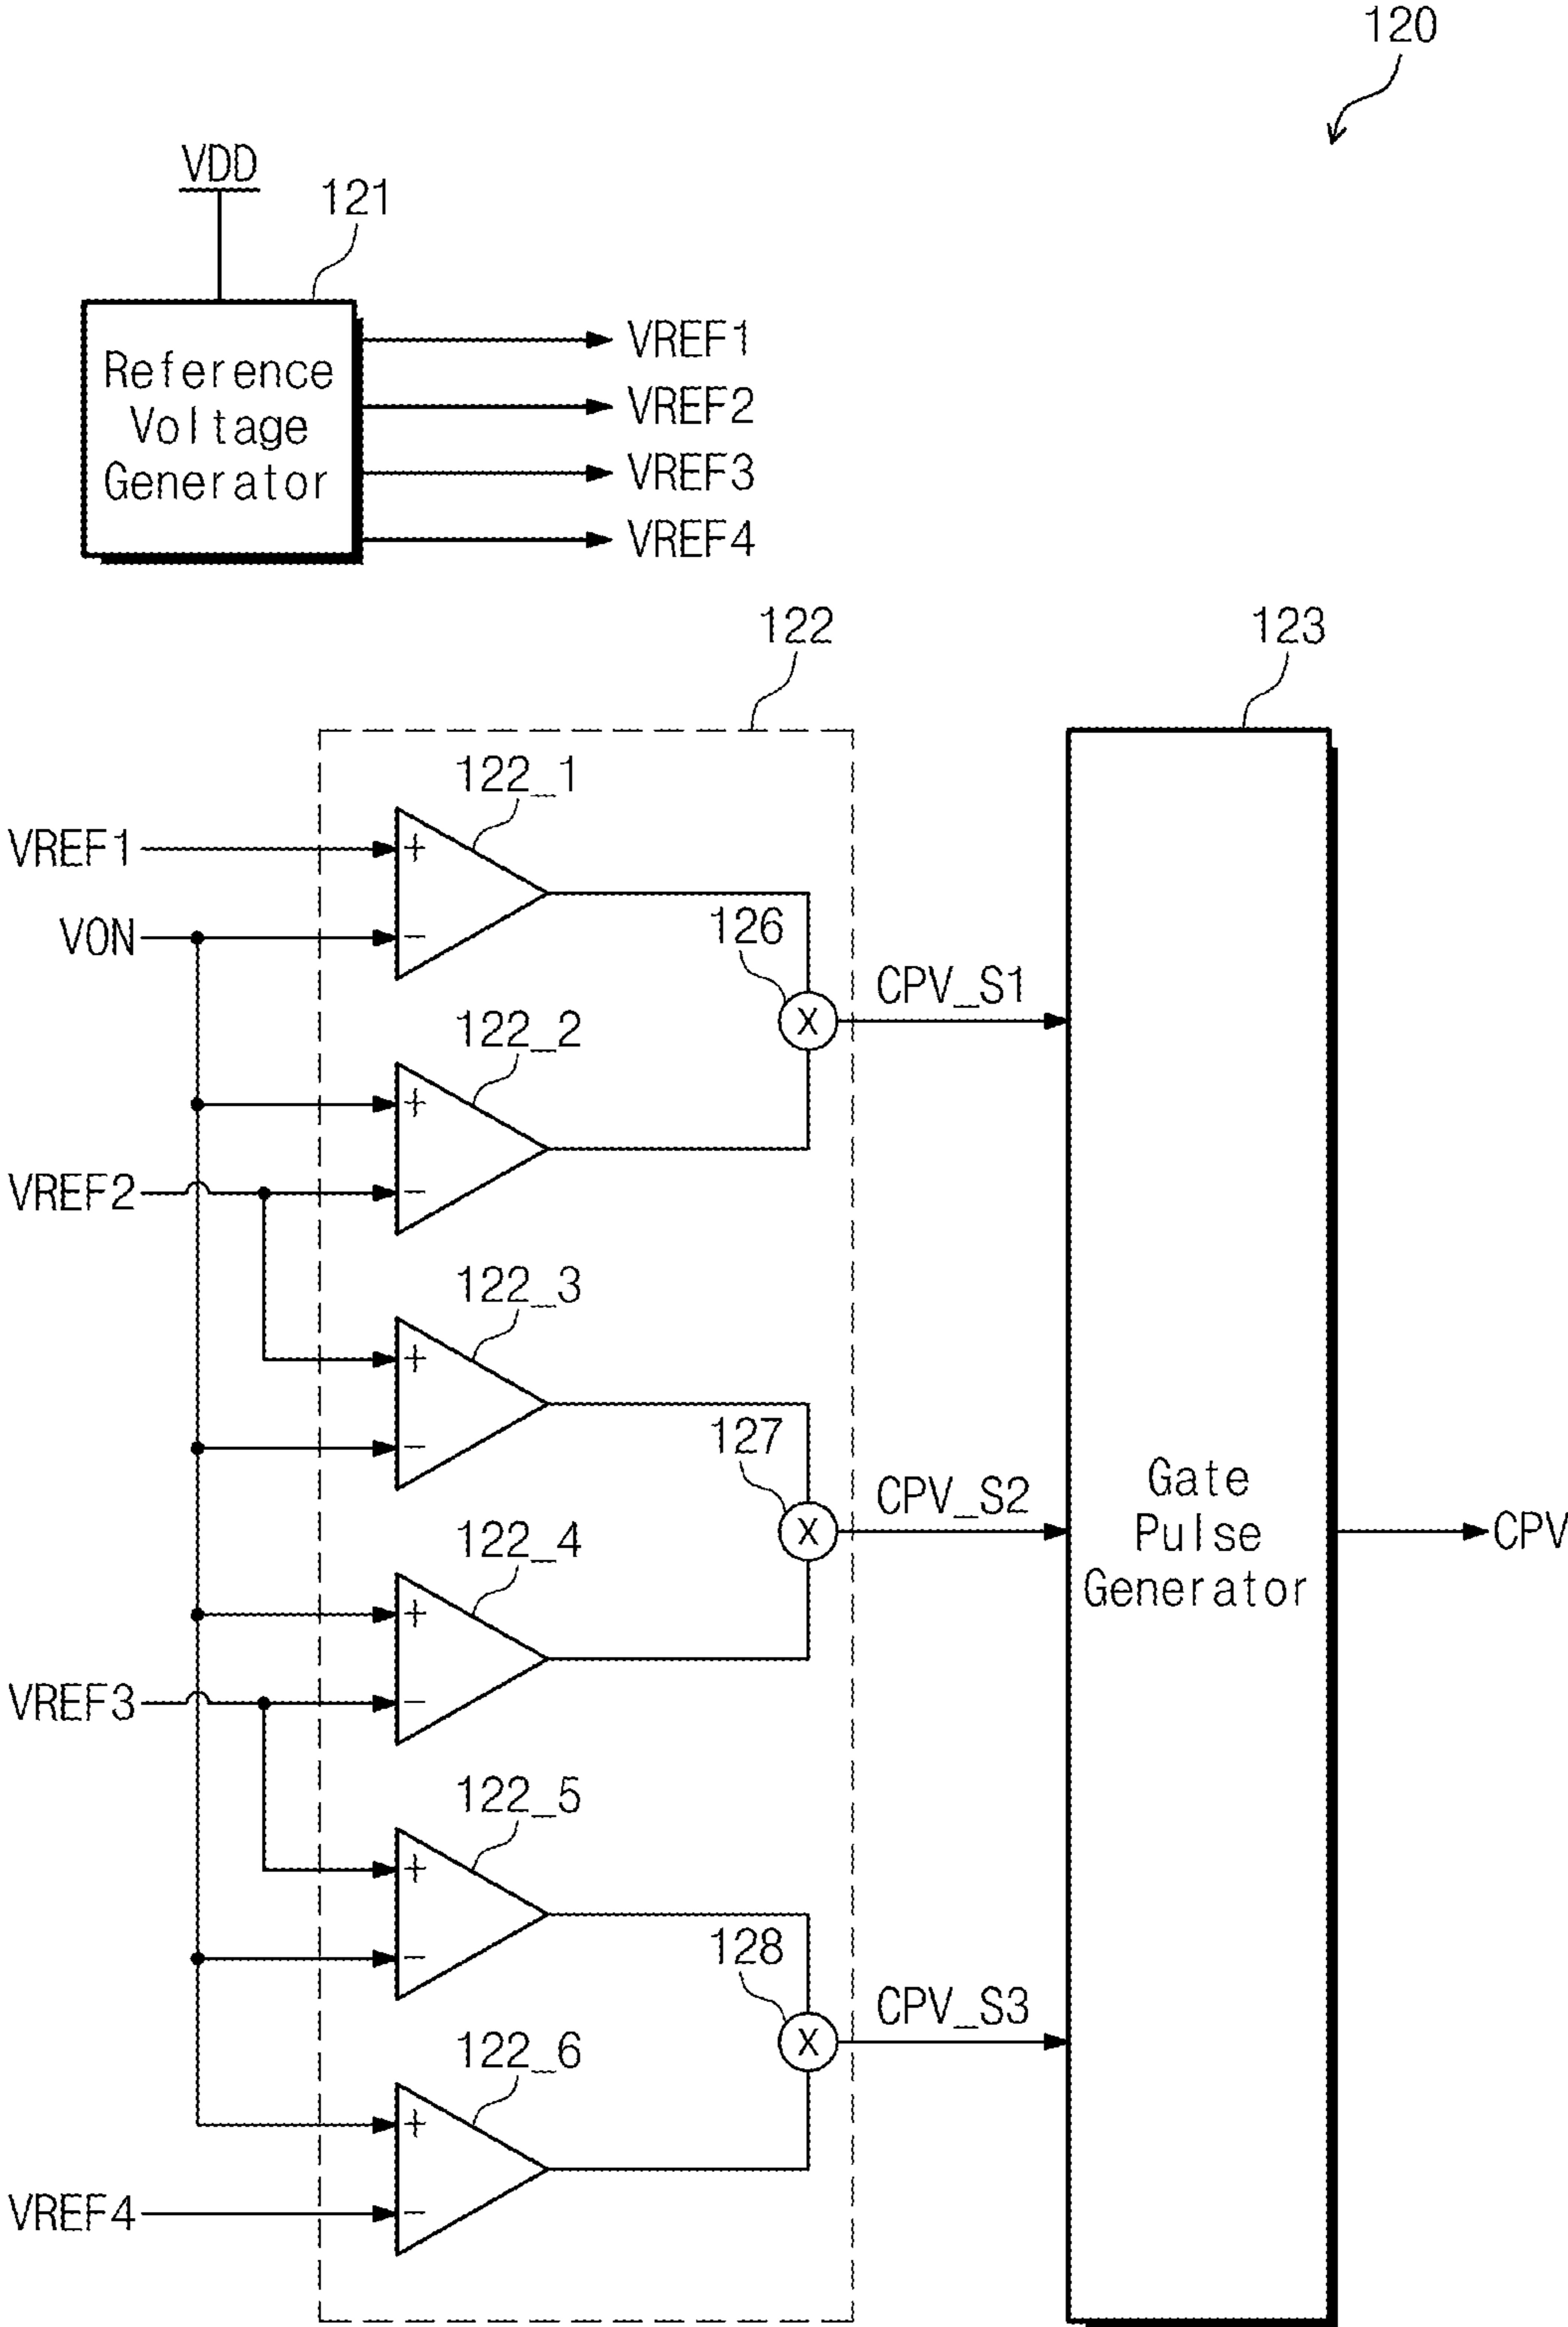 120
VDD
121
Reference
Voltage
Generator
VREF1
VREF2
VREF3
VREF4
122
123
122_1
VREF1
+
VON
−
126
CPV_S1
X
122_2
+
VREF2
−
122_3
+
−
127
CPV_S2
X
Gate
Pulse
Generator
CPV
122_4
+
VREF3
−
122_5
+
−
128
CPV_S3
X
122_6
+
VREF4
−